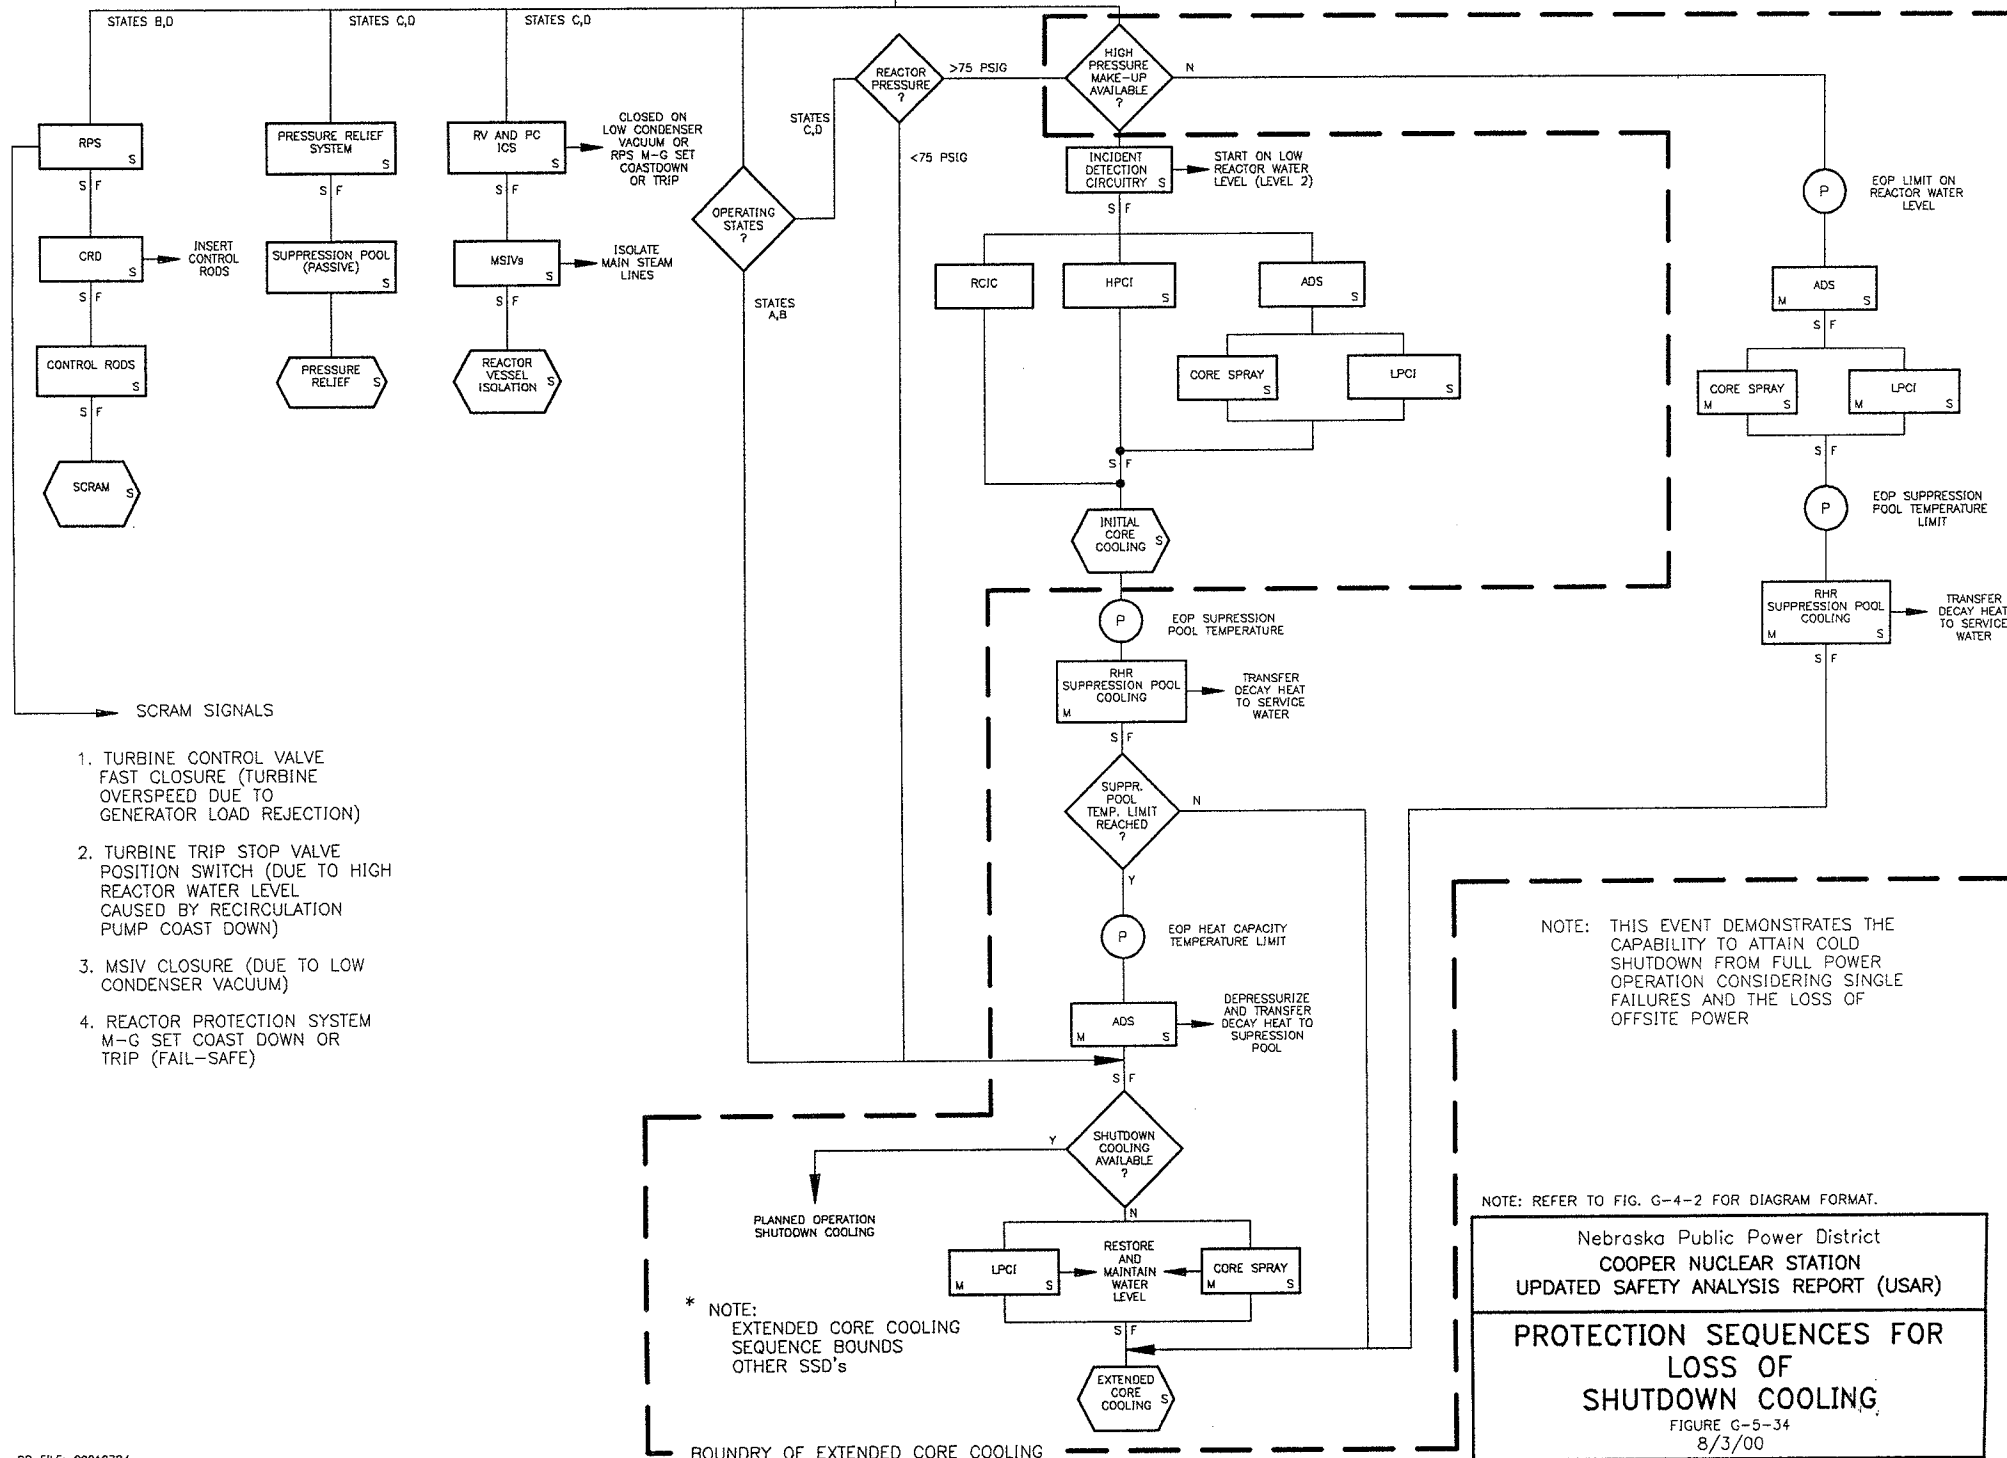 STATES B,D
STATES C,D
STATES C,D
REACTOR
PRESSURE
?
>75 PSIG
HIGH
PRESSURE
MAKE-UP
AVAILABLE
?
N
STATES
C,D
<75 PSIG
RPS
S
S F
CRD
S
INSERT
CONTROL
RODS
S F
CONTROL RODS
S
S F
SCRAM
S
PRESSURE RELIEF
SYSTEM
S
S F
SUPPRESSION POOL
(PASSIVE)
S
PRESSURE
RELIEF
S
RV AND PC
ICS
S
CLOSED ON
LOW CONDENSER
VACUUM OR
RPS M-G SET
COASTDOWN
OR TRIP
S F
MSIVs
S
ISOLATE
MAIN STEAM
LINES
S F
REACTOR
VESSEL
ISOLATION
S
OPERATING
STATES
?
STATES
A,B
INCIDENT
DETECTION
CIRCUITRY
S
START ON LOW
REACTOR WATER
LEVEL (LEVEL 2)
S F
RCIC
HPCI
S
ADS
S
CORE SPRAY
S
LPCI
S
S F
INITIAL
CORE
COOLING
S
P
EOP LIMIT ON
REACTOR WATER
LEVEL
ADS
M
S
S F
CORE SPRAY
M
S
LPCI
M
S
S F
P
EOP SUPPRESSION
POOL TEMPERATURE
LIMIT
RHR
SUPPRESSION POOL
COOLING
M
S
TRANSFER
DECAY HEAT
TO SERVICE
WATER
S F
P
EOP SUPRESSION
POOL TEMPERATURE
RHR
SUPPRESSION POOL
COOLING
M
TRANSFER
DECAY HEAT
TO SERVICE
WATER
S F
SUPPR.
POOL
TEMP. LIMIT
REACHED
?
N
Y
P
EOP HEAT CAPACITY
TEMPERATURE LIMIT
ADS
M
S
DEPRESSURIZE
AND TRANSFER
DECAY HEAT TO
SUPRESSION
POOL
S F
SHUTDOWN
COOLING
AVAILABLE
?
Y
N
PLANNED OPERATION
SHUTDOWN COOLING
LPCI
M
S
RESTORE
AND
MAINTAIN
WATER
LEVEL
CORE SPRAY
M
S
S F
EXTENDED
CORE
COOLING
S
SCRAM SIGNALS
1. TURBINE CONTROL VALVE
FAST CLOSURE (TURBINE
OVERSPEED DUE TO
GENERATOR LOAD REJECTION)
2. TURBINE TRIP STOP VALVE
POSITION SWITCH (DUE TO HIGH
REACTOR WATER LEVEL
CAUSED BY RECIRCULATION
PUMP COAST DOWN)
3. MSIV CLOSURE (DUE TO LOW
CONDENSER VACUUM)
4. REACTOR PROTECTION SYSTEM
M-G SET COAST DOWN OR
TRIP (FAIL-SAFE)
* NOTE:
EXTENDED CORE COOLING
SEQUENCE BOUNDS
OTHER SSD's
BOUNDRY OF EXTENDED CORE COOLING
NOTE: THIS EVENT DEMONSTRATES THE
CAPABILITY TO ATTAIN COLD
SHUTDOWN FROM FULL POWER
OPERATION CONSIDERING SINGLE
FAILURES AND THE LOSS OF
OFFSITE POWER
NOTE: REFER TO FIG. G-4-2 FOR DIAGRAM FORMAT.
Nebraska Public Power District
COOPER NUCLEAR STATION
UPDATED SAFETY ANALYSIS REPORT (USAR)
PROTECTION SEQUENCES FOR
LOSS OF
SHUTDOWN COOLING
FIGURE G-5-34
8/3/00